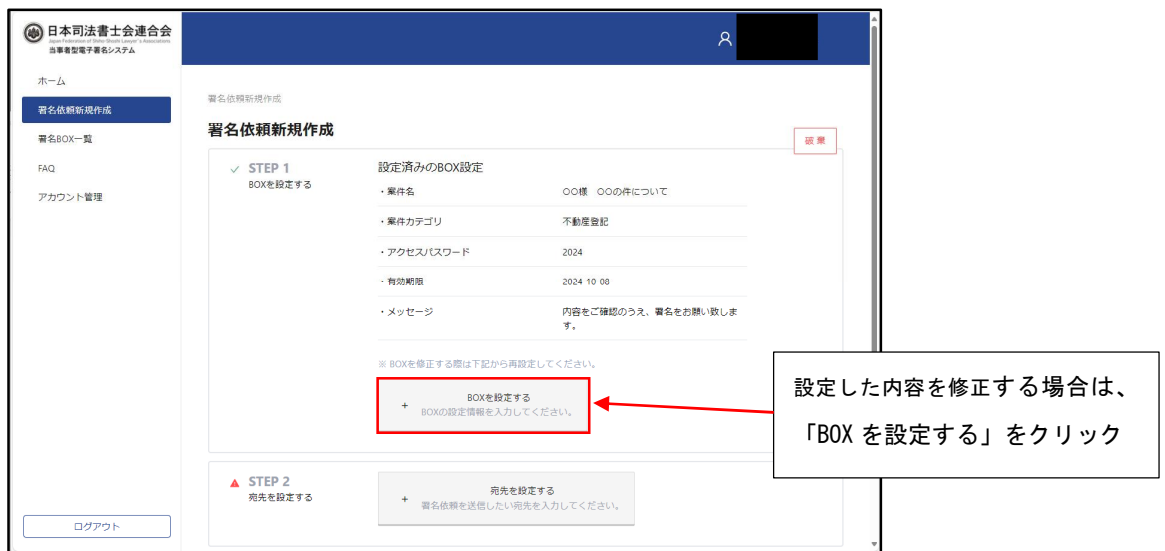 日本司法書士会連合会
Japan Federation of Shiho-Shoshi Lawyer's Associations
当事者型電子署名システム
ホーム
署名依頼新規作成
署名BOX一覧
FAQ
アカウント管理
ログアウト
署名依頼新規作成
署名依頼新規作成
破棄
STEP 1
BOXを設定する
設定済みのBOX設定
・案件名 〇〇様 〇〇の件について
・案件カテゴリ 不動産登記
・アクセスパスワード 2024
・有効期限 2024-10-08
・メッセージ 内容をご確認のうえ、署名をお願い致しま
す。
※ BOXを修正する際は下記から再設定してください。
+ BOXを設定する
BOXの設定情報を入力してください。
設定した内容を修正する場合は、
「BOX を設定する」をクリック
STEP 2
宛先を設定する
+ 宛先を設定する
署名依頼を送信したい宛先を入力してください。